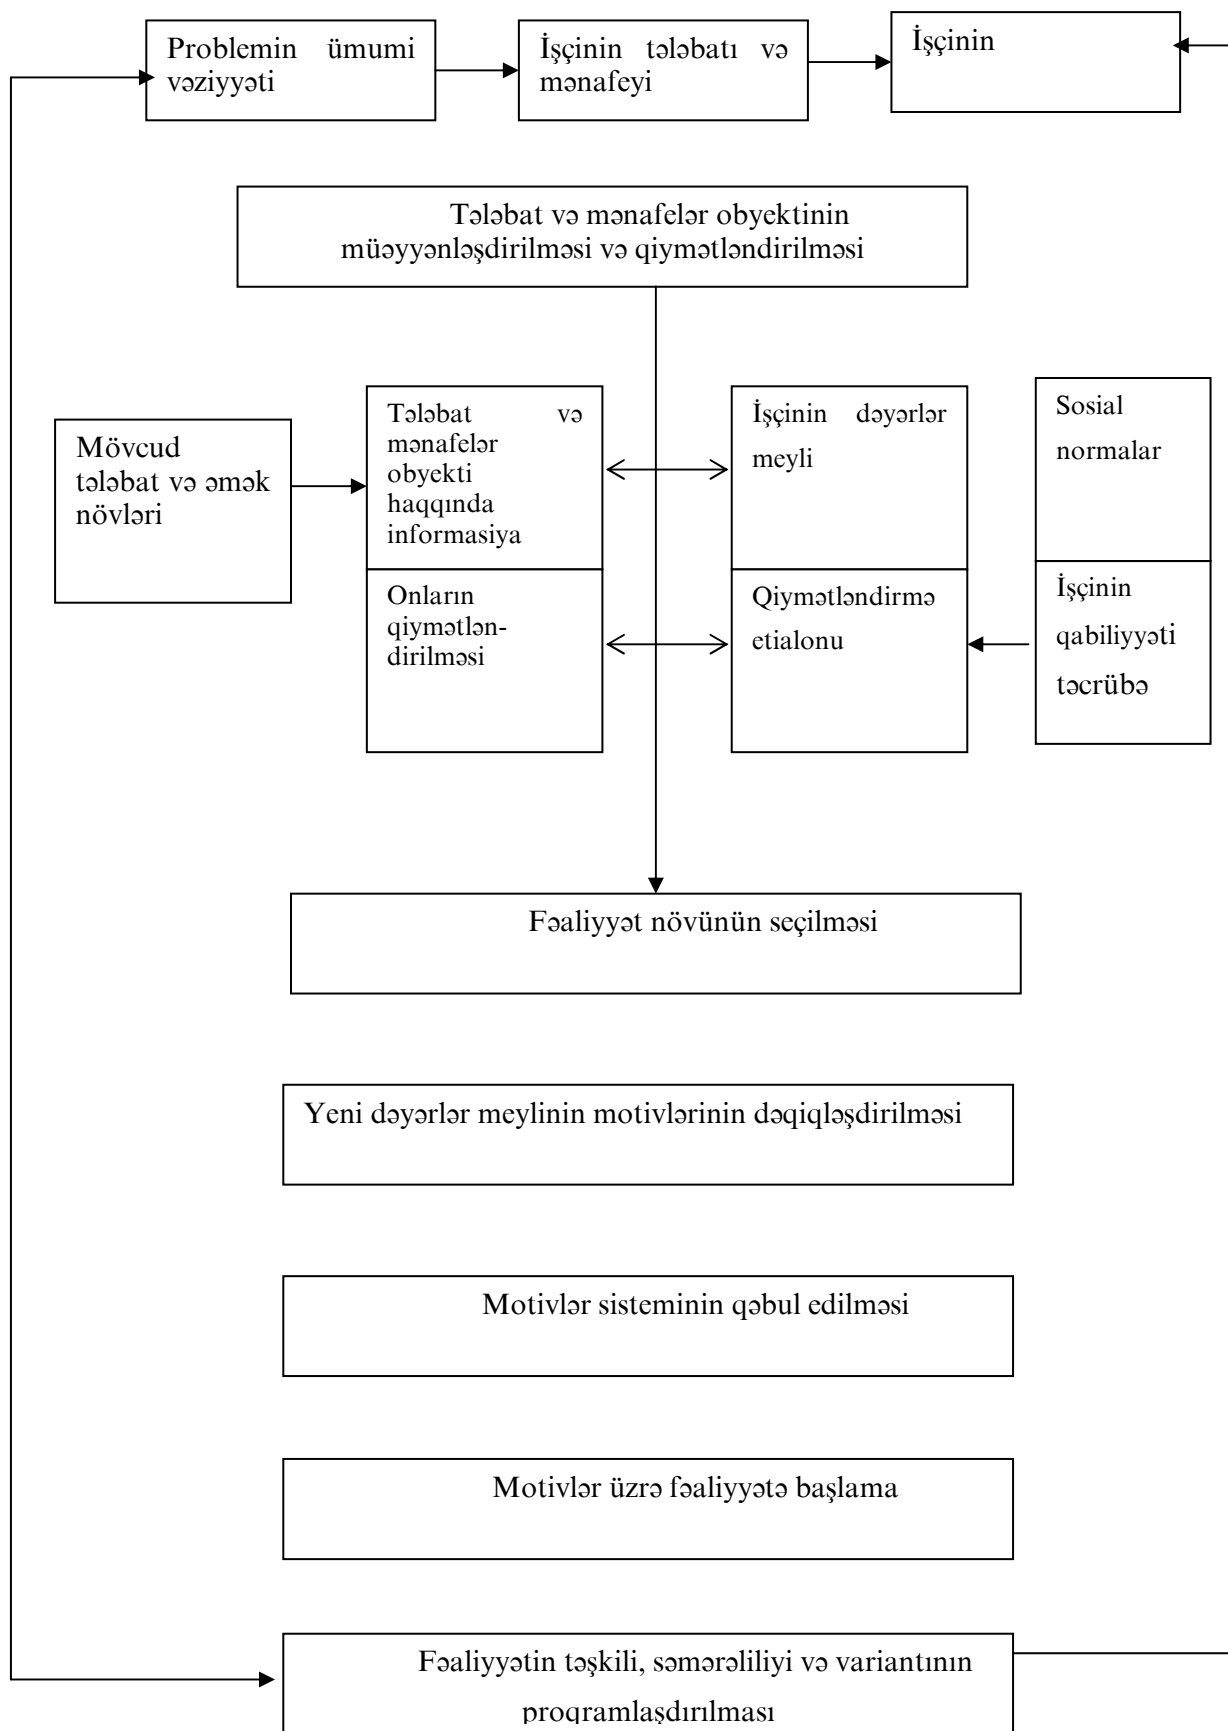 Problemin ümumi
vəziyyəti
İşçinin tələbatı və
mənafeyi
İşçinin
Tələbat və mənafelər obyektinin
müəyyənləşdirilməsi və qiymətləndirilməsi
Mövcud
tələbat və əmək
növləri
Tələbat və
mənafelər
obyekti
haqqında
informasiya
İşçinin dəyərlər
meyli
Sosial
normalar
Onların
qiymətlən-
dirilməsi
Qiymətləndirmə
etialonu
İşçinin
qabiliyyəti
təcrübə
Fəaliyyət növünün seçilməsi
Yeni dəyərlər meylinin motivlərinin dəqiqləşdirilməsi
Motivlər sisteminin qəbul edilməsi
Motivlər üzrə fəaliyyətə başlama
Fəaliyyətin təşkili, səmərəliliyi və variantının
proqramlaşdırılması